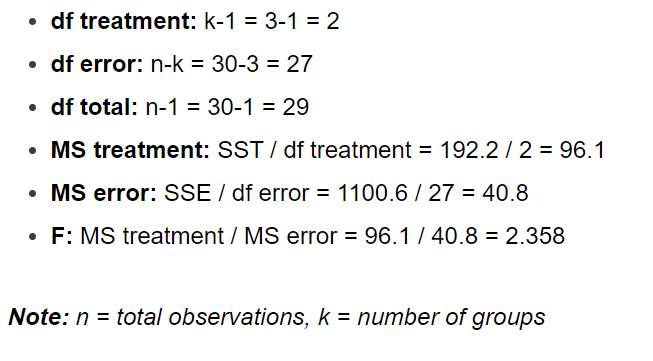 • df treatment: k-1 = 3-1 = 2
• df error: n-k = 30-3 = 27
• df total: n-1 = 30-1 = 29
• MS treatment: SST / df treatment = 192.2 / 2 = 96.1
• MS error: SSE / df error = 1100.6 / 27 = 40.8
• F: MS treatment / MS error = 96.1 / 40.8 = 2.358
Note: n = total observations, k = number of groups